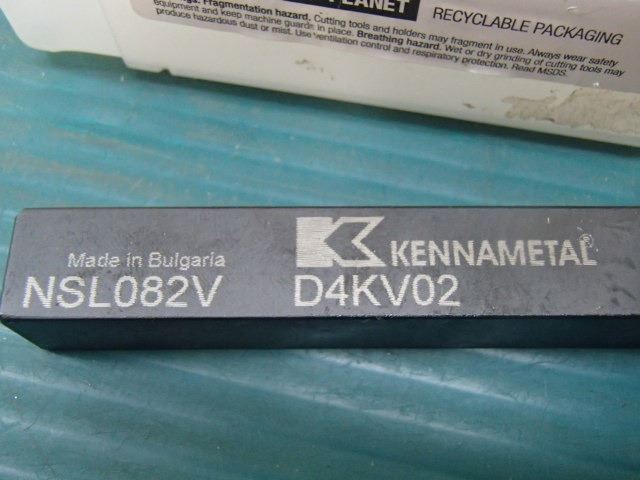 PLANET
RECYCLABLE PACKAGING
Fragmentation hazard. Cutting tools and holders may fragment in use. Always wear safety
equipment and keep machine guards in place. Breathing hazard. Wet or dry grinding of cutting tools may
produce hazardous dust or mist. Use ventilation control and respiratory protection. Read MSDS.
Made in Bulgaria
KENNAMETAL®
NSL082V D4KV02